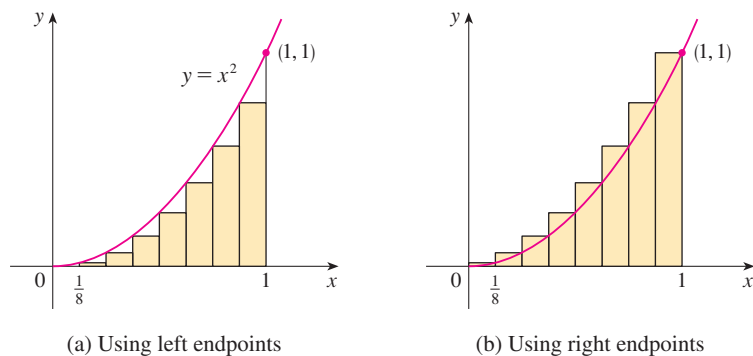 y
y = x²
(1, 1)
0
1/8
1
x
(a) Using left endpoints
y
(1, 1)
0
1/8
1
x
(b) Using right endpoints